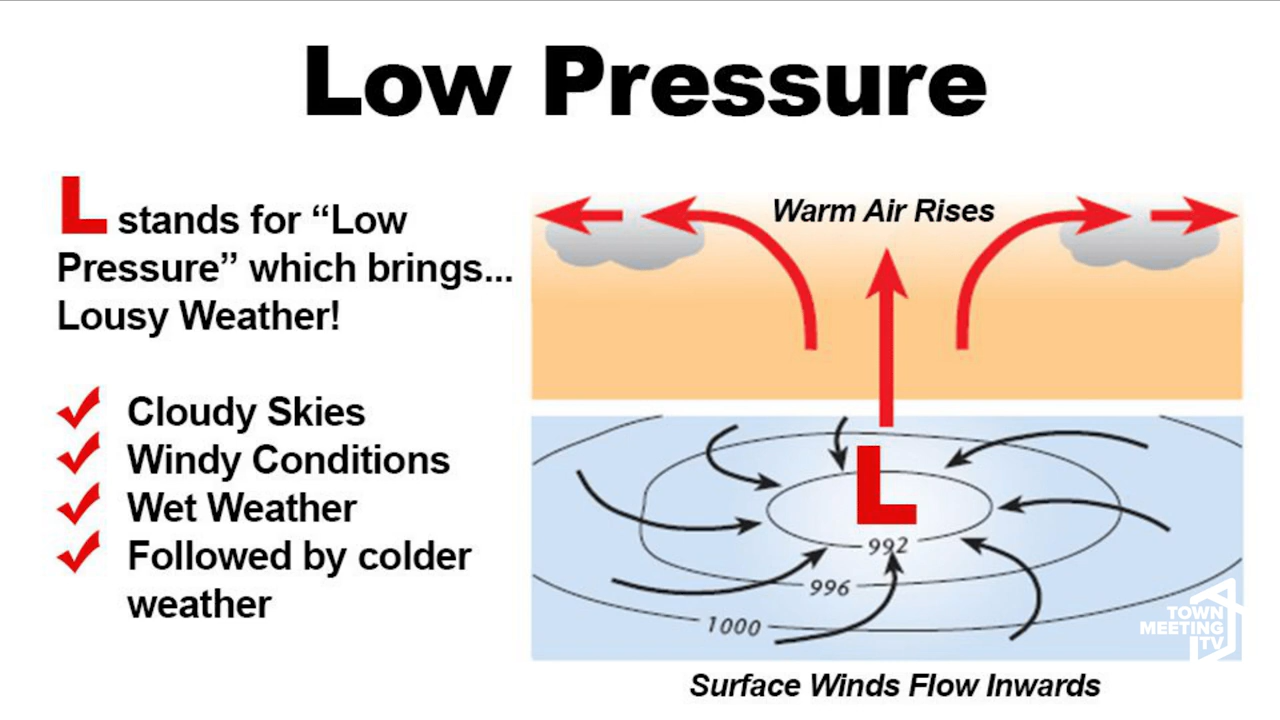 Low Pressure
L stands for “Low
Pressure” which brings...
Lousy Weather!
Cloudy Skies
Windy Conditions
Wet Weather
Followed by colder
weather
Warm Air Rises
L
992
996
1000
TOWN
MEETING
TV
Surface Winds Flow Inwards